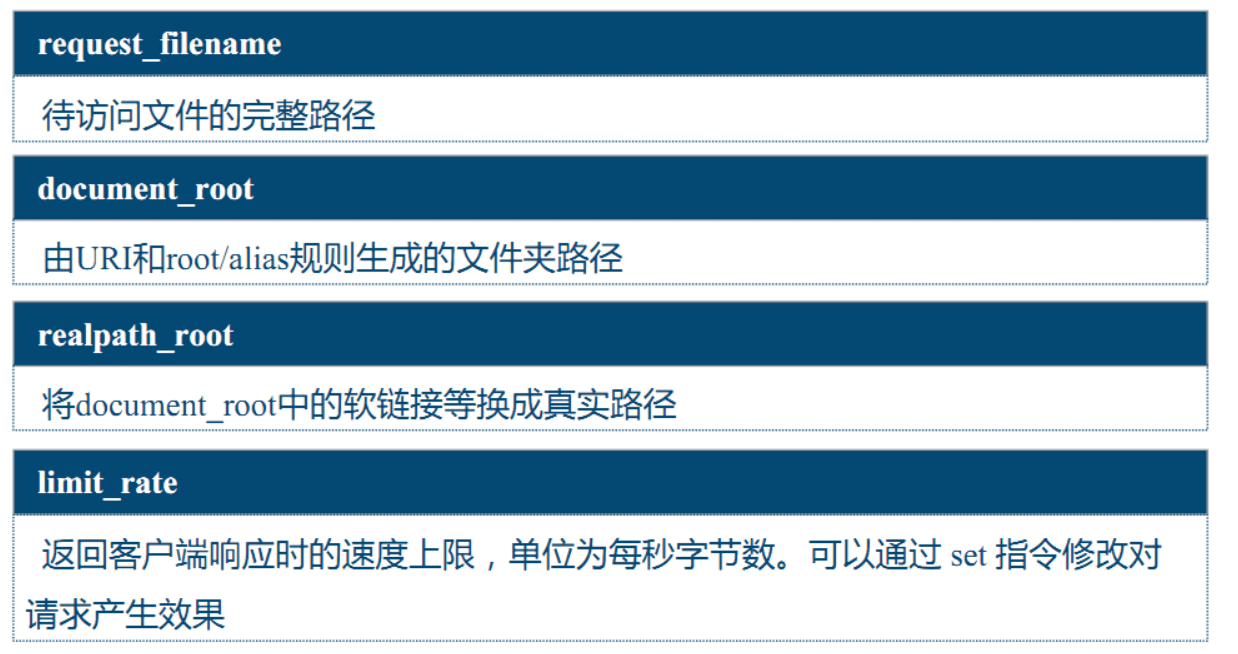 request_filename
待访问文件的完整路径
document_root
由URI和root/alias规则生成的文件夹路径
realpath_root
将document_root中的软链接等换成真实路径
limit_rate
返回客户端响应时的速度上限，单位为每秒字节数。可以通过 set 指令修改对
请求产生效果